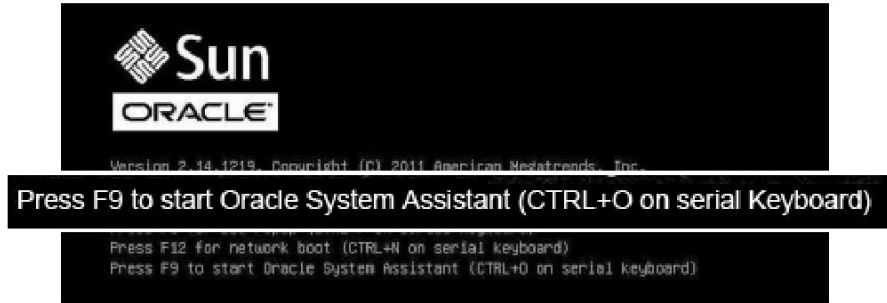 Sun
ORACLE
Version 2.14.1219. Copyright (C) 2011 American Megatrends, Inc.
Press F9 to start Oracle System Assistant (CTRL+O on serial Keyboard)
Press F12 for network boot (CTRL+N on serial keyboard)
Press F9 to start Oracle System Assistant (CTRL+O on serial keyboard)